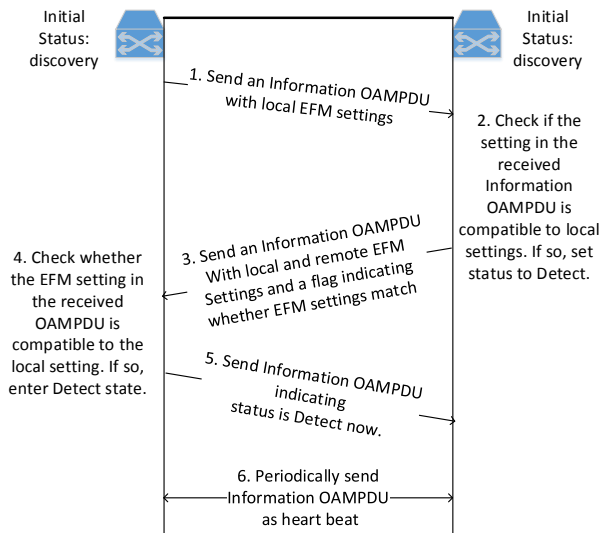 Initial
Status:
discovery
Initial
Status:
discovery
1. Send an Information OAMPDU
with local EFM settings
2. Check if the
setting in the
received
Information
OAMPDU is
compatible to local
settings. If so, set
status to Detect.
3. Send an Information OAMPDU
With local and remote EFM
Settings and a flag indicating
whether EFM settings match
4. Check whether
the EFM setting in
the received
OAMPDU is
compatible to the
local setting. If so,
enter Detect state.
5. Send Information OAMPDU
indicating
status is Detect now.
6. Periodically send
Information OAMPDU
as heart beat